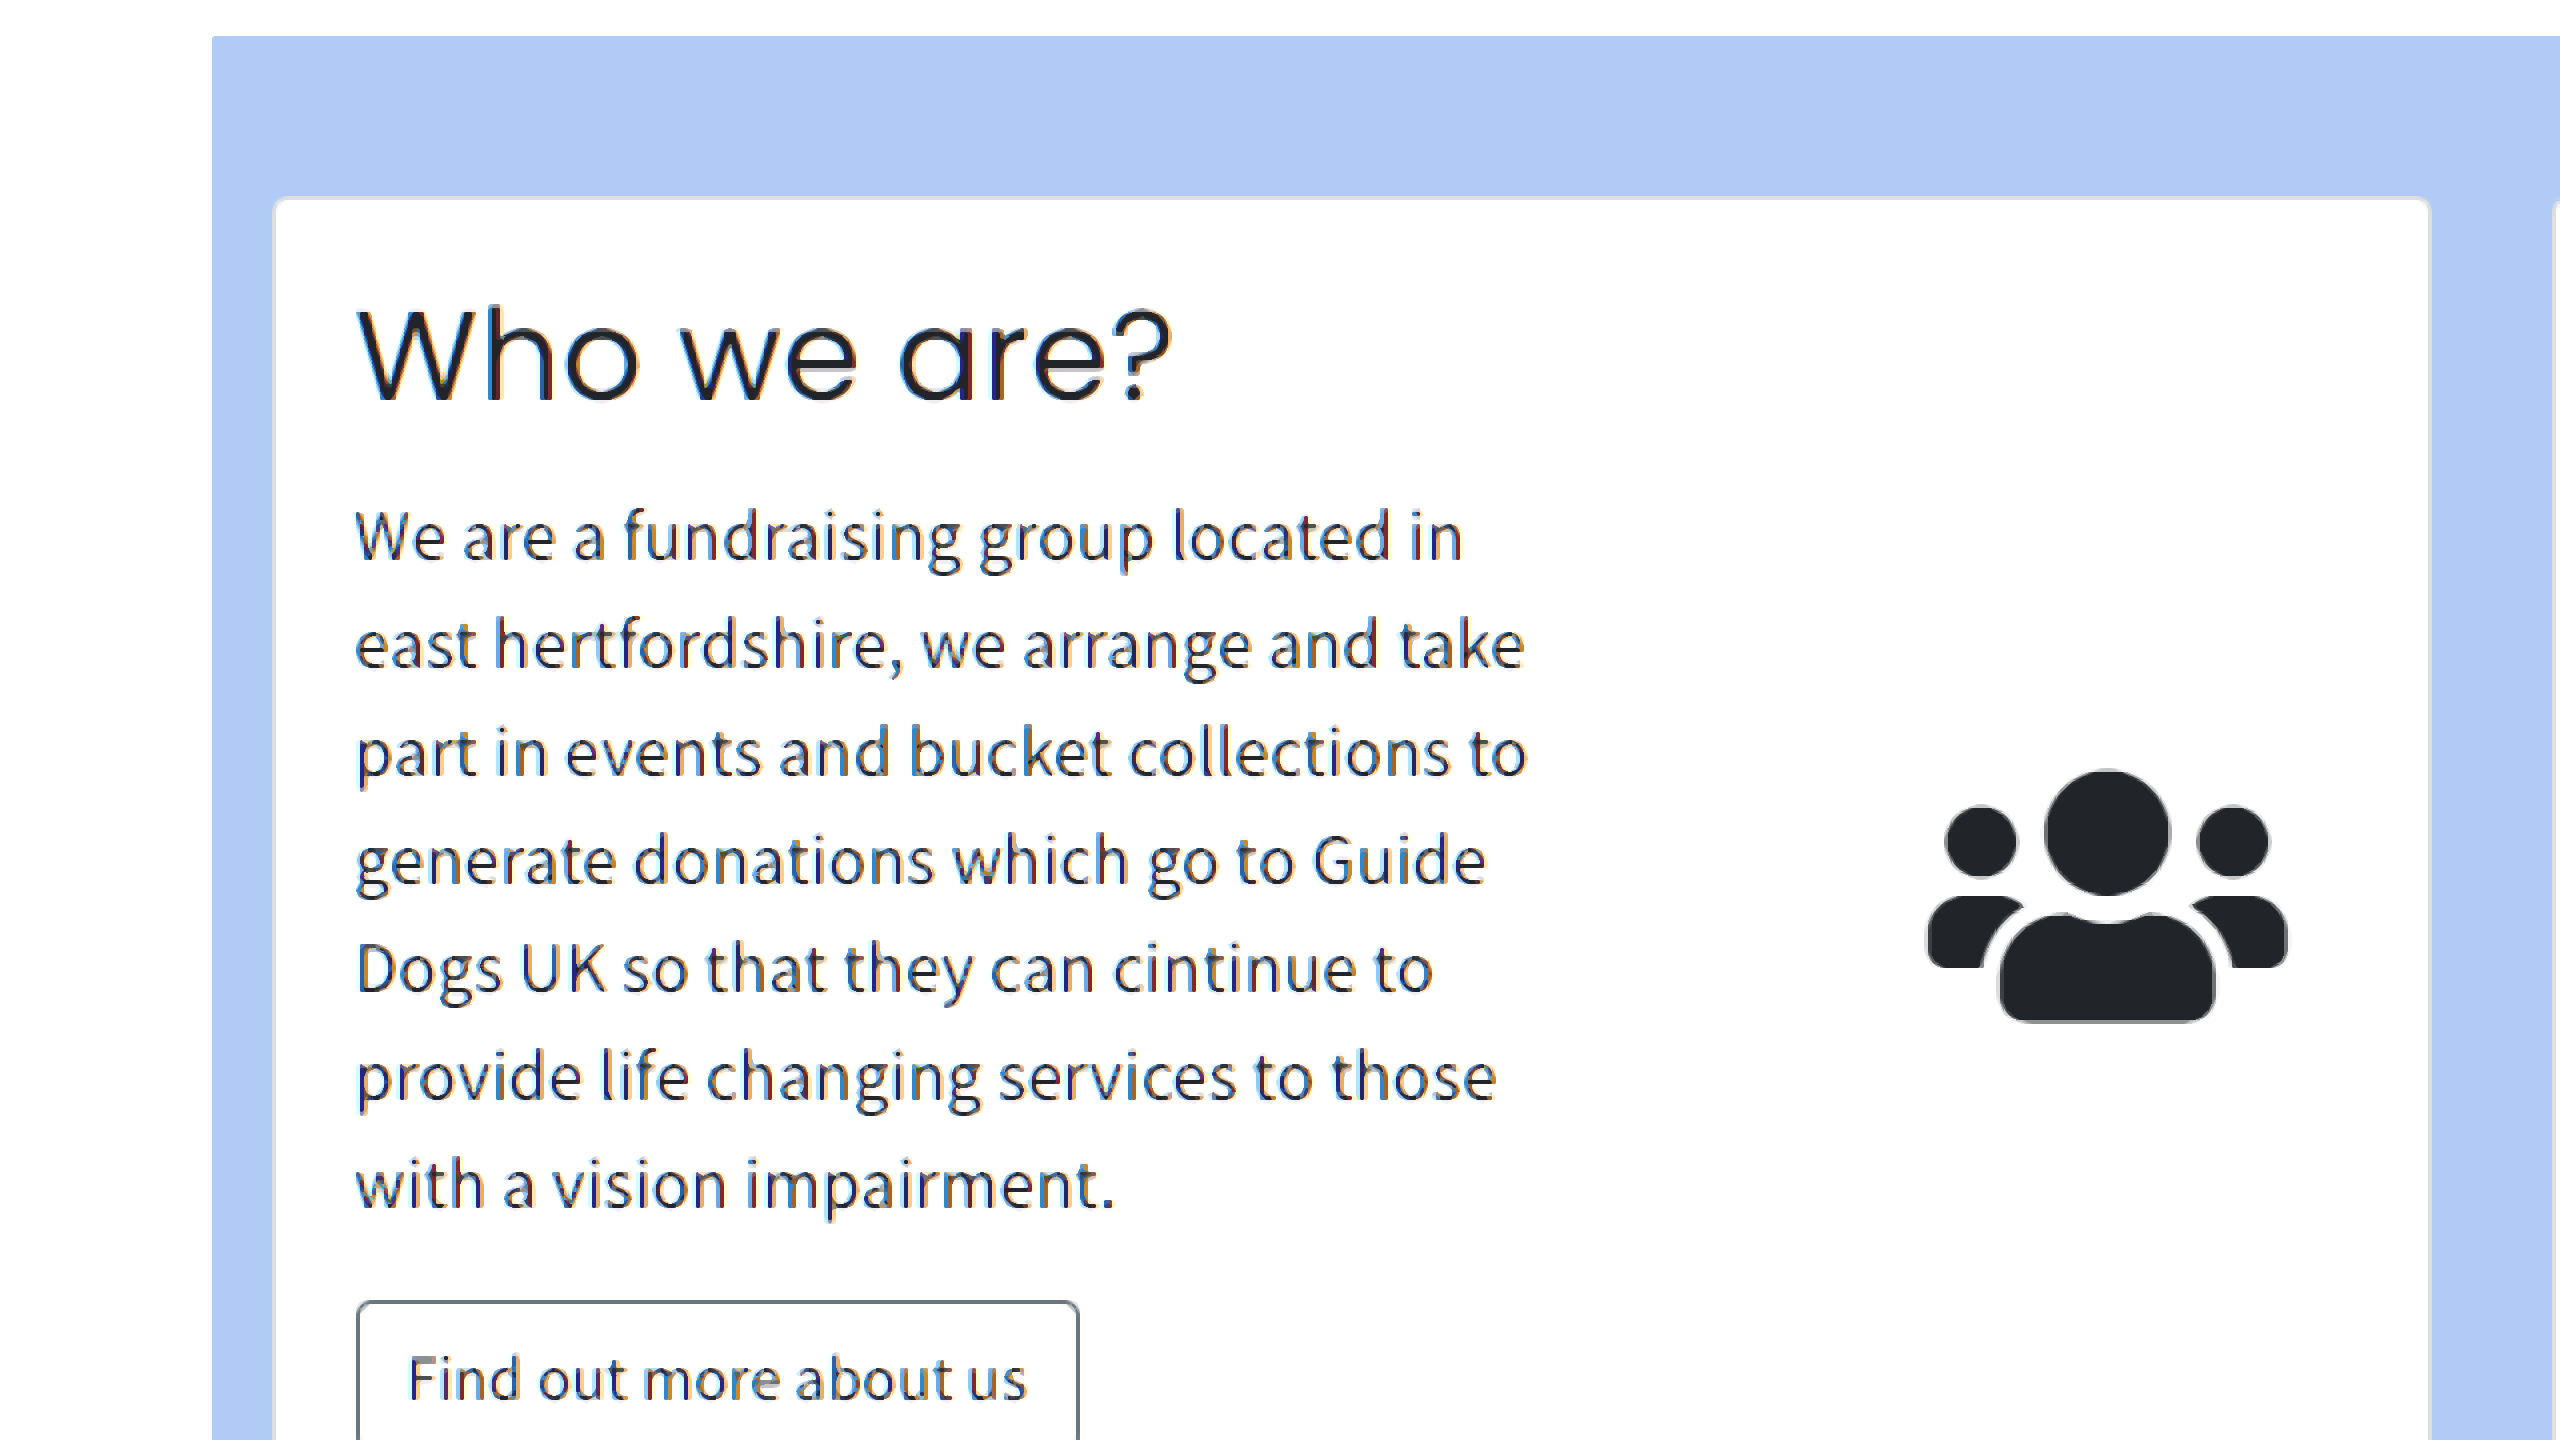 Who we are?
We are a fundraising group located in
east hertfordshire, we arrange and take
part in events and bucket collections to
generate donations which go to Guide
Dogs UK so that they can cintinue to
provide life changing services to those
with a vision impairment.
Find out more about us